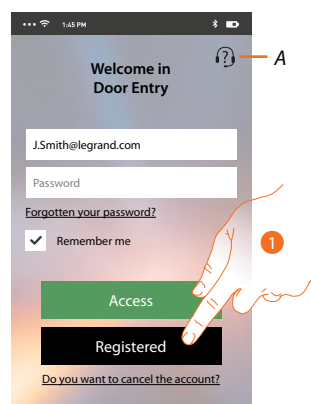 1:45 PM
?
A
Welcome in
Door Entry
J.Smith@legrand.com
Password
Forgotten your password?
Remember me
1
Access
Registered
Do you want to cancel the account?